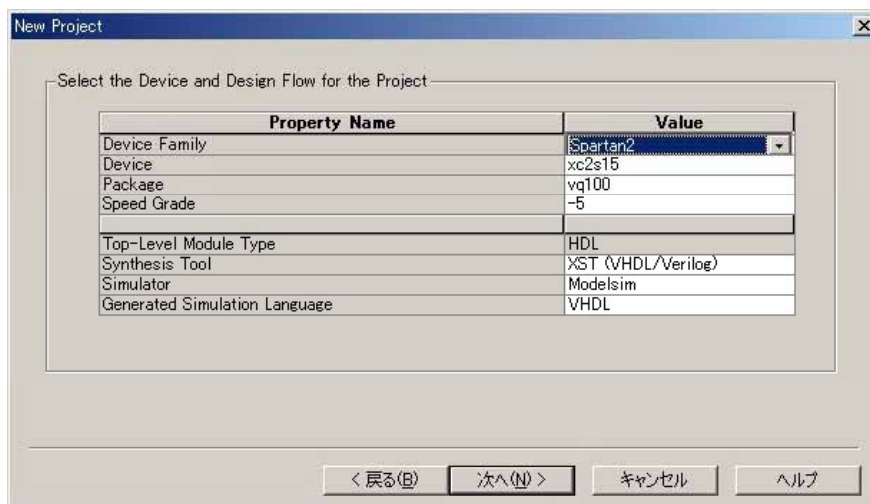 New Project
Select the Device and Design Flow for the Project
Property Name Value
Device Family Spartan2
Device xc2s15
Package vq100
Speed Grade -5
Top-Level Module Type HDL
Synthesis Tool XST (VHDL/Verilog)
Simulator Modelsim
Generated Simulation Language VHDL
< 戻る(B) 次へ(N) > キャンセル ヘルプ